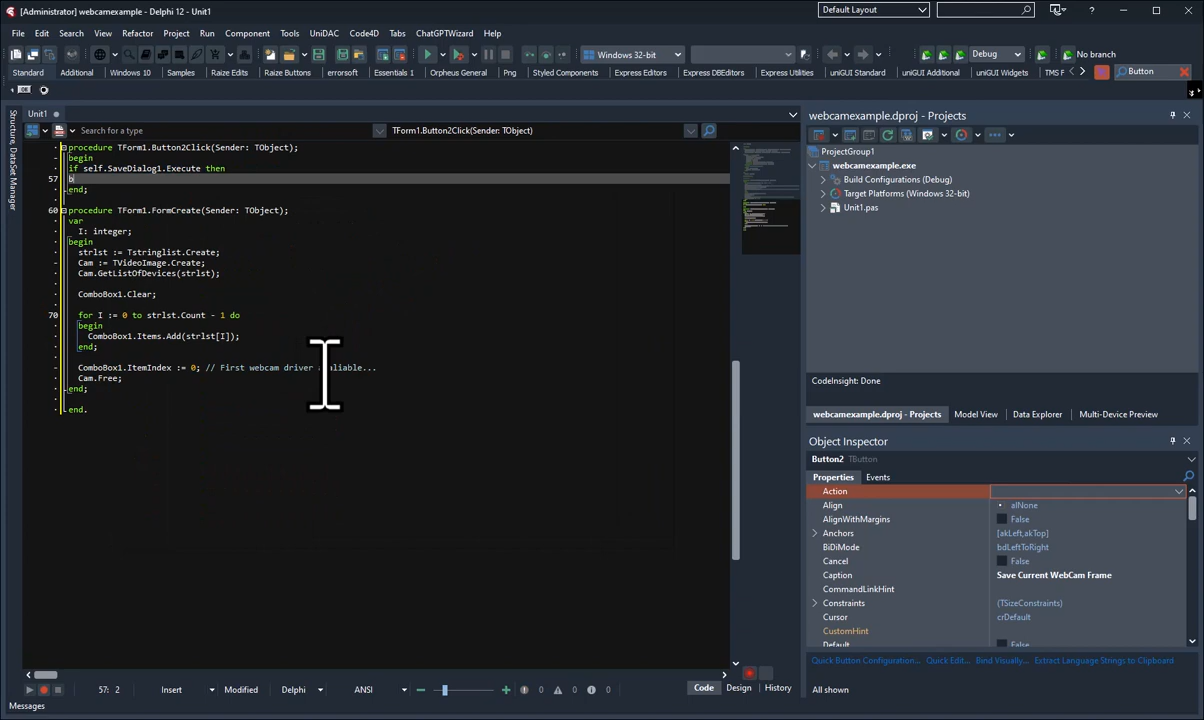 [Administrator] webcamexample - Delphi 12 - Unit1
Default Layout
File Edit Search View Refactor Project Run Component Tools UniDAC Code4D Tabs ChatGPTWizard Help
Windows 32-bit Debug No branch
Standard Additional Windows 10 Samples Raize Edits Raize Buttons errorsoft Essentials 1 Orpheus General Png Styled Components Express Editors Express DBEditors Express Utilities uniGUI Standard uniGUI Additional uniGUI Widgets TMS F Button
Structure, DataSet Manager
Unit1
Search for a type TForm1.Button2Click(Sender: TObject)
procedure TForm1.Button2Click(Sender: TObject);
begin
if self.SaveDialog1.Execute then
57 b
end;
60 procedure TForm1.FormCreate(Sender: TObject);
var
I: integer;
begin
strlst := Tstringlist.Create;
Cam := TVideoImage.Create;
Cam.GetListOfDevices(strlst);
ComboBox1.Clear;
70 for I := 0 to strlst.Count - 1 do
begin
ComboBox1.Items.Add(strlst[I]);
end;
ComboBox1.ItemIndex := 0; // First webcam driver
Cam.Free;
end;
end.
57: 2 Insert Modified Delphi ANSI 0 0 0 Code Design History
Messages
webcamexample.dproj - Projects
ProjectGroup1
webcamexample.exe
Build Configurations (Debug)
Target Platforms (Windows 32-bit)
Unit1.pas
CodeInsight: Done
webcamexample.dproj - Projects Model View Data Explorer Multi-Device Preview
Object Inspector
Button2 TButton
Properties Events
Action
Align alNone
AlignWithMargins False
Anchors [akLeft,akTop]
BiDiMode bdLeftToRight
Cancel False
Caption Save Current WebCam Frame
CommandLinkHint
Constraints (TSizeConstraints)
Cursor crDefault
CustomHint
Default False
Quick Button Configuration... Quick Edit... Bind Visually... Extract Language Strings to Clipboard
All shown